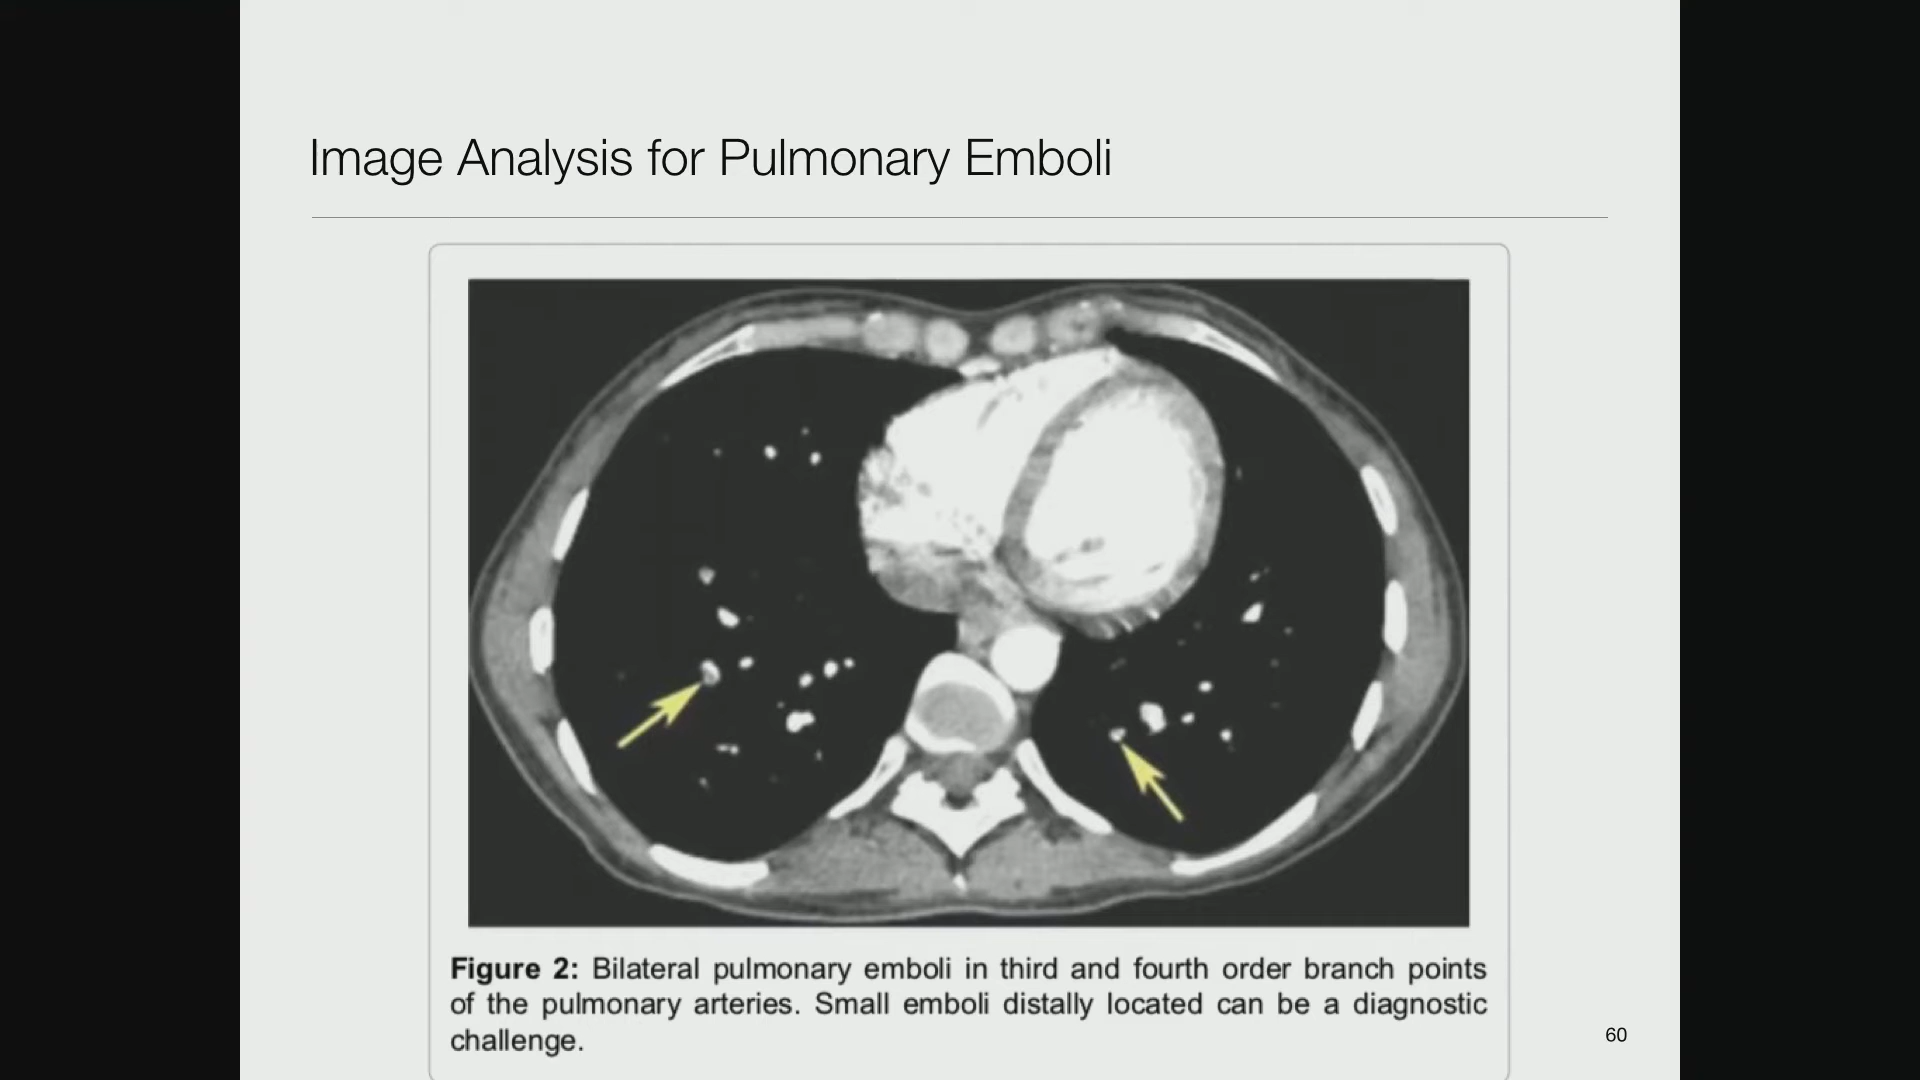 Image Analysis for Pulmonary Emboli
Figure 2: Bilateral pulmonary emboli in third and fourth order branch points
of the pulmonary arteries. Small emboli distally located can be a diagnostic
challenge.
60